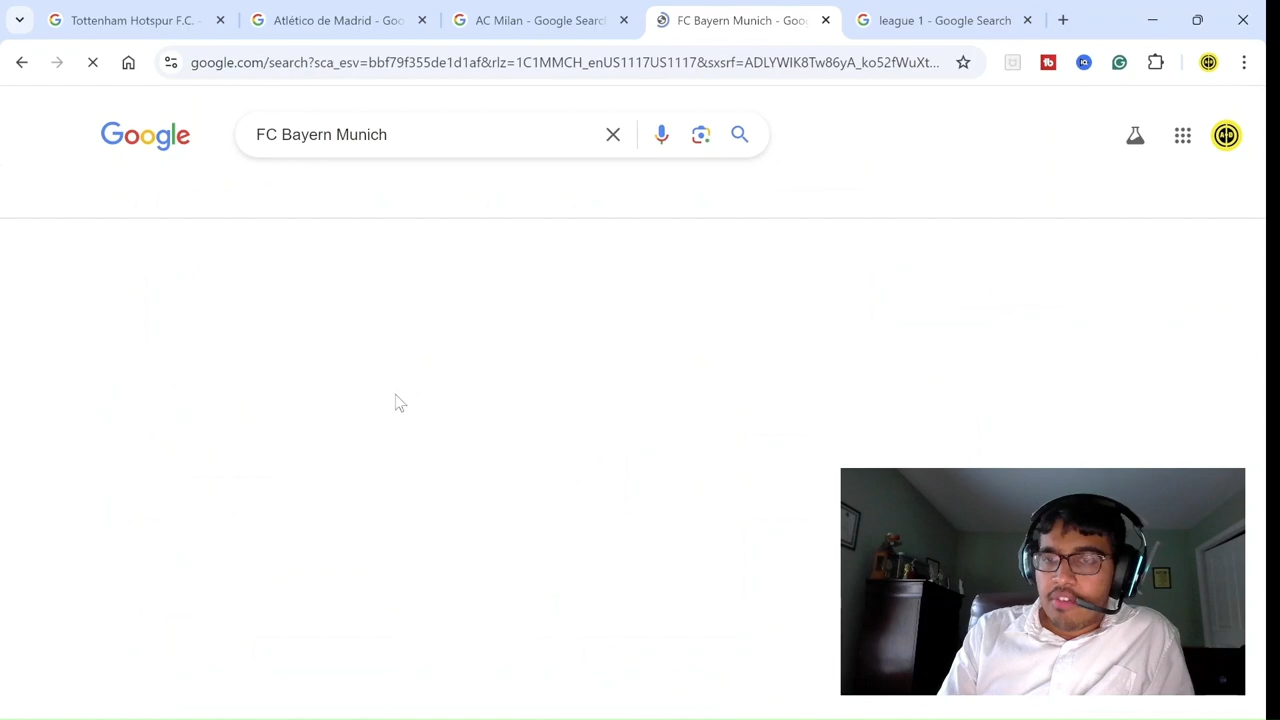 Tottenham Hotspur F.C. -
Atlético de Madrid - Goo
AC Milan - Google Searc
FC Bayern Munich - Goo
league 1 - Google Search
google.com/search?sca_esv=bbf79f355de1d1af&rlz=1C1MMCH_enUS1117US1117&sxsrf=ADLYWIK8Tw86yA_ko52fWuXt...
Google
FC Bayern Munich